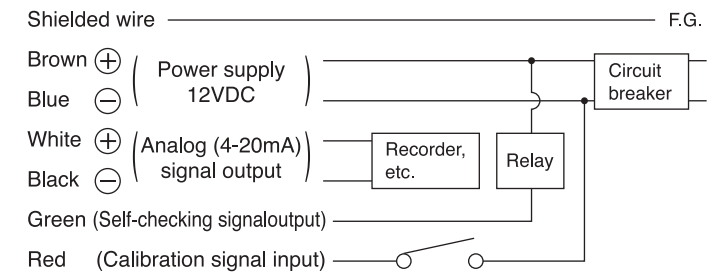 Shielded wire F.G.
Brown ⊕ Power supply Circuit
Blue ⊖ 12VDC breaker
White ⊕ (Analog (4-20mA) Recorder, Relay
Black ⊖ signal output) etc.
Green (Self-checking signaloutput)
Red (Calibration signal input)